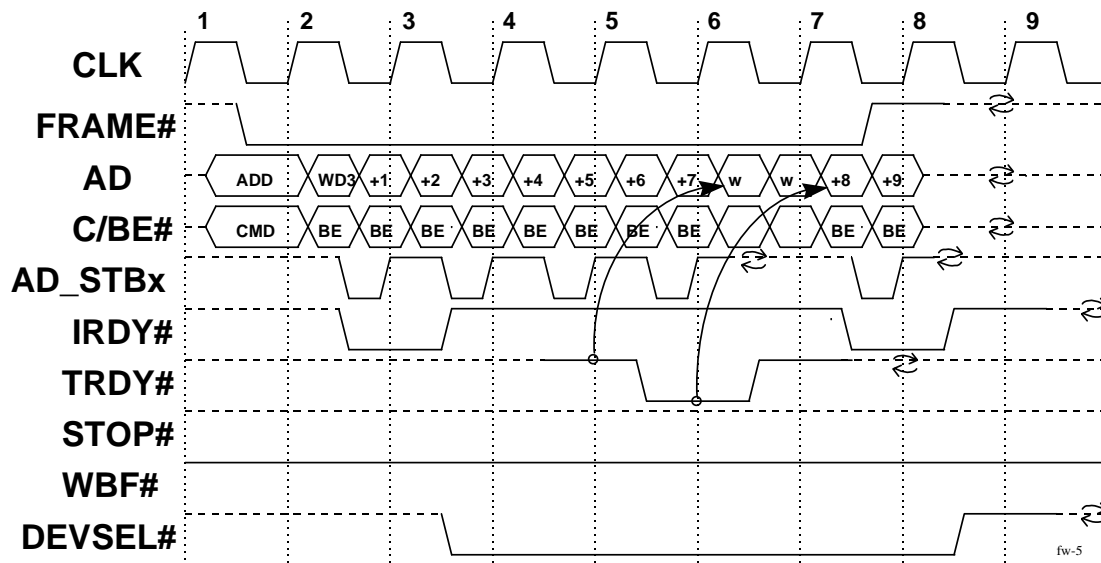 1 2 3 4 5 6 7 8 9
CLK
FRAME#
AD ADD WD3 +1 +2 +3 +4 +5 +6 +7 w w +8 +9
C/BE# CMD BE BE BE BE BE BE BE BE BE BE
AD_STBx
IRDY#
TRDY#
STOP#
WBF#
DEVSEL#
fw-5